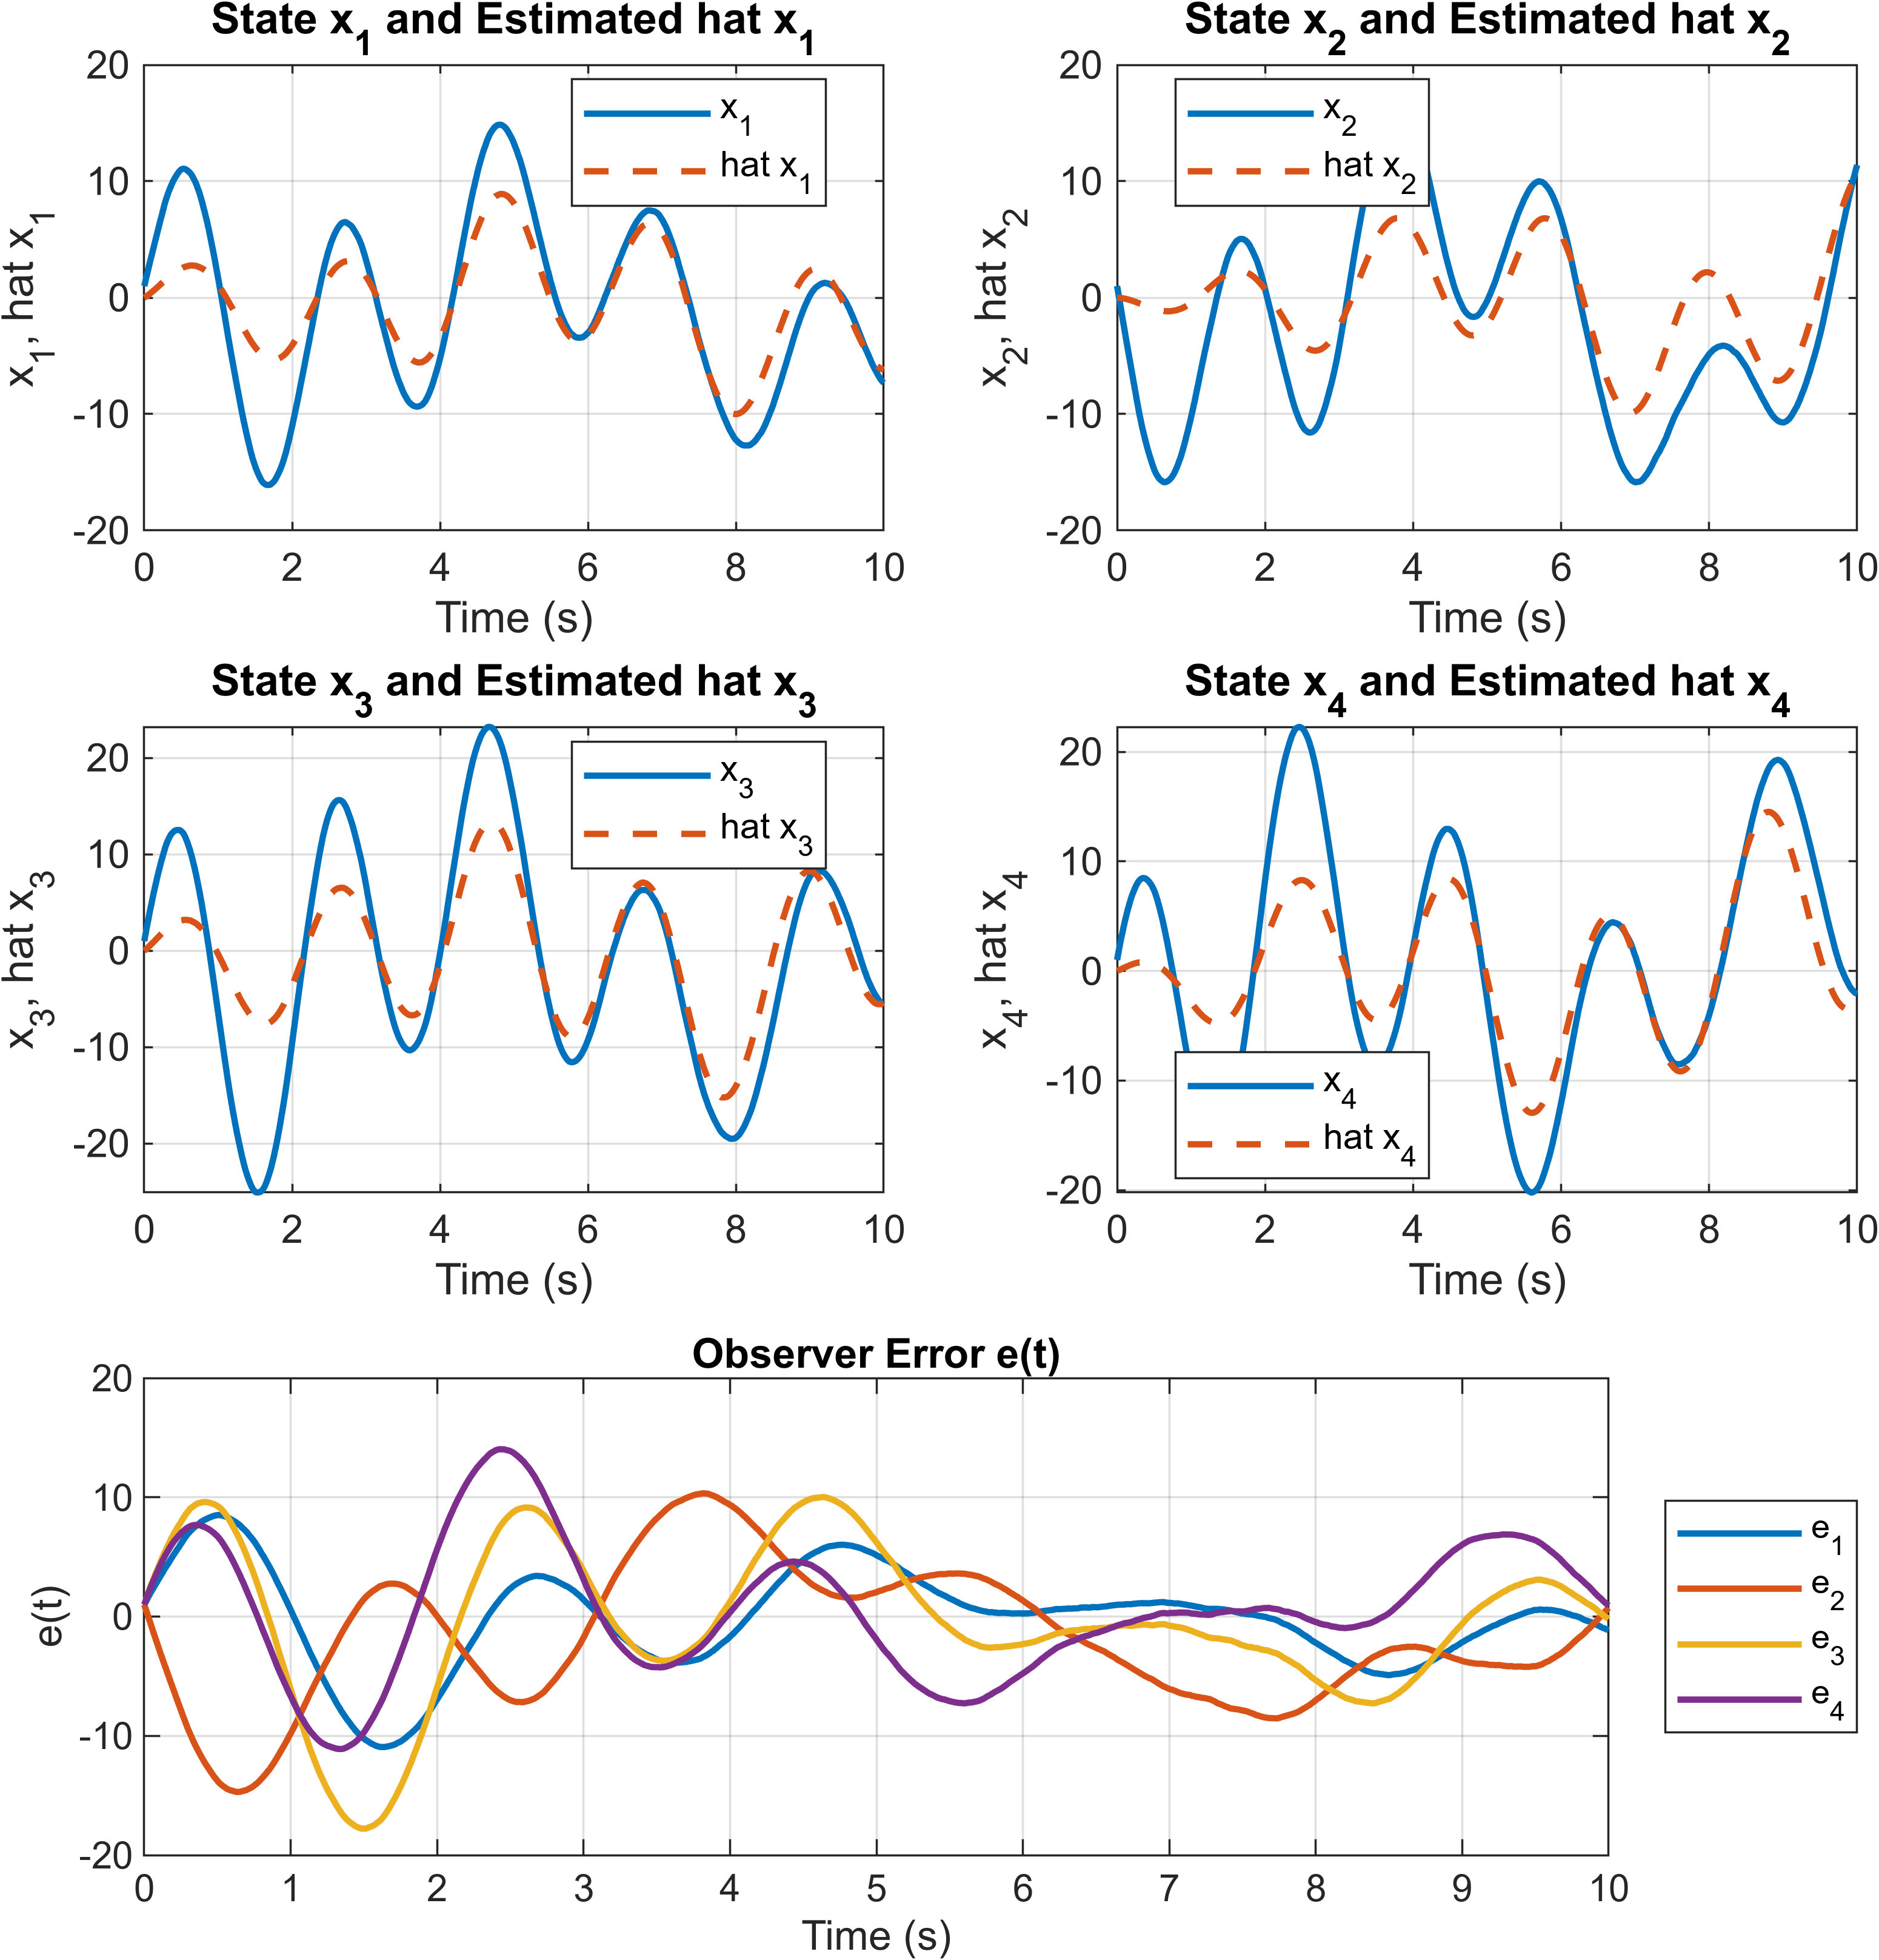 State x1 and Estimated hat x1
20
10
0
-10
-20
x1, hat x1
x1
hat x1
0 2 4 6 8 10
Time (s)
State x2 and Estimated hat x2
20
10
0
-10
-20
x2, hat x2
x2
hat x2
0 2 4 6 8 10
Time (s)
State x3 and Estimated hat x3
20
10
0
-10
-20
x3, hat x3
x3
hat x3
0 2 4 6 8 10
Time (s)
State x4 and Estimated hat x4
20
10
0
-10
-20
x4, hat x4
x4
hat x4
0 2 4 6 8 10
Time (s)
Observer Error e(t)
20
10
0
-10
-20
e(t)
0 1 2 3 4 5 6 7 8 9 10
Time (s)
e1
e2
e3
e4